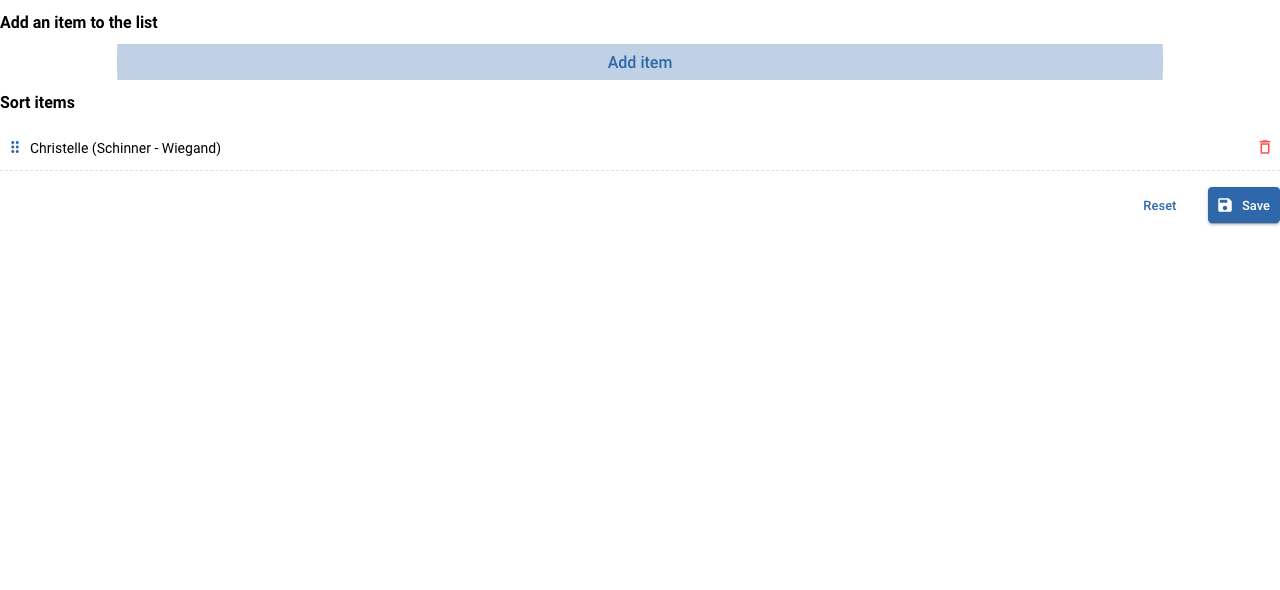 Add an item to the list
Add item
Sort items
Christelle (Schinner - Wiegand)
Reset
Save